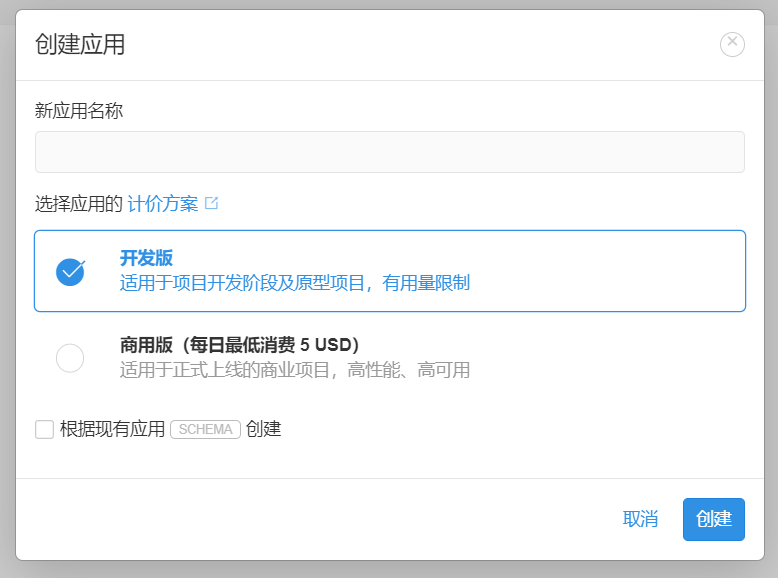 创建应用
新应用名称
选择应用的 计价方案
开发版
适用于项目开发阶段及原型项目，有用量限制
商用版（每日最低消费 5 USD）
适用于正式上线的商业项目，高性能、高可用
根据现有应用 SCHEMA 创建
取消 创建